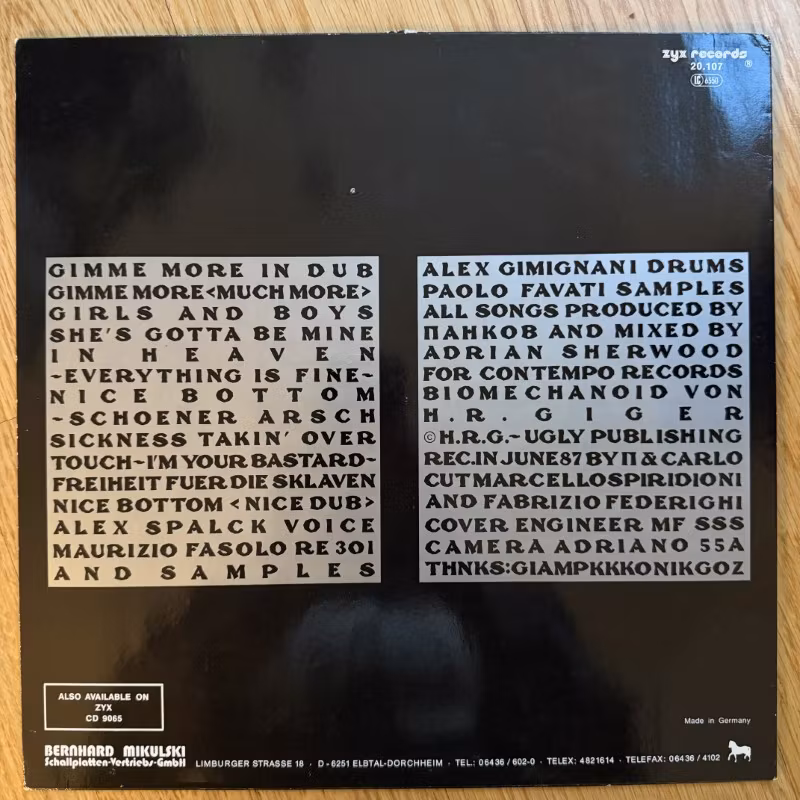 zyx records ®
20.107
LC 6550
GIMME MORE IN DUB
GIMME MORE<MUCH MORE>
GIRLS AND BOYS
SHE'S GOTTA BE MINE
IN HEAVEN
~EVERYTHING IS FINE~
NICE BOTTOM
~SCHOENER ARSCH
SICKNESS TAKIN' OVER
TOUCH~I'M YOUR BASTARD~
FREIHEIT FUER DIE SKLAVEN
NICE BOTTOM <NICE DUB>
ALEX SPALCK VOICE
MAURIZIO FASOLO RE 301
AND SAMPLES
ALEX GIMIGNANI DRUMS
PAOLO FAVATI SAMPLES
ALL SONGS PRODUCED BY
ПАНКОВ AND MIXED BY
ADRIAN SHERWOOD
FOR CONTEMPO RECORDS
BIOMECHANOID VON
H.R. GIGER
©H.R.G.~UGLY PUBLISHING
REC.IN JUNE87 BY П & CARLO
CUT MARCELLO SPIRIDIONI
AND FABRIZIO FEDERIGHI
COVER ENGINEER MF SSS
CAMERA ADRIANO 55A
THNKS:GIAMPKKKONIKGOZ
ALSO AVAILABLE ON
ZYX
CD 9065
Made in Germany
BERNHARD MIKULSKI
Schallplatten-Vertriebs-GmbH
LIMBURGER STRASSE 18 · D-6251 ELBTAL-DORCHHEIM · TEL.: 06436/602-0 · TELEX: 4821614 · TELEFAX: 06436/4102